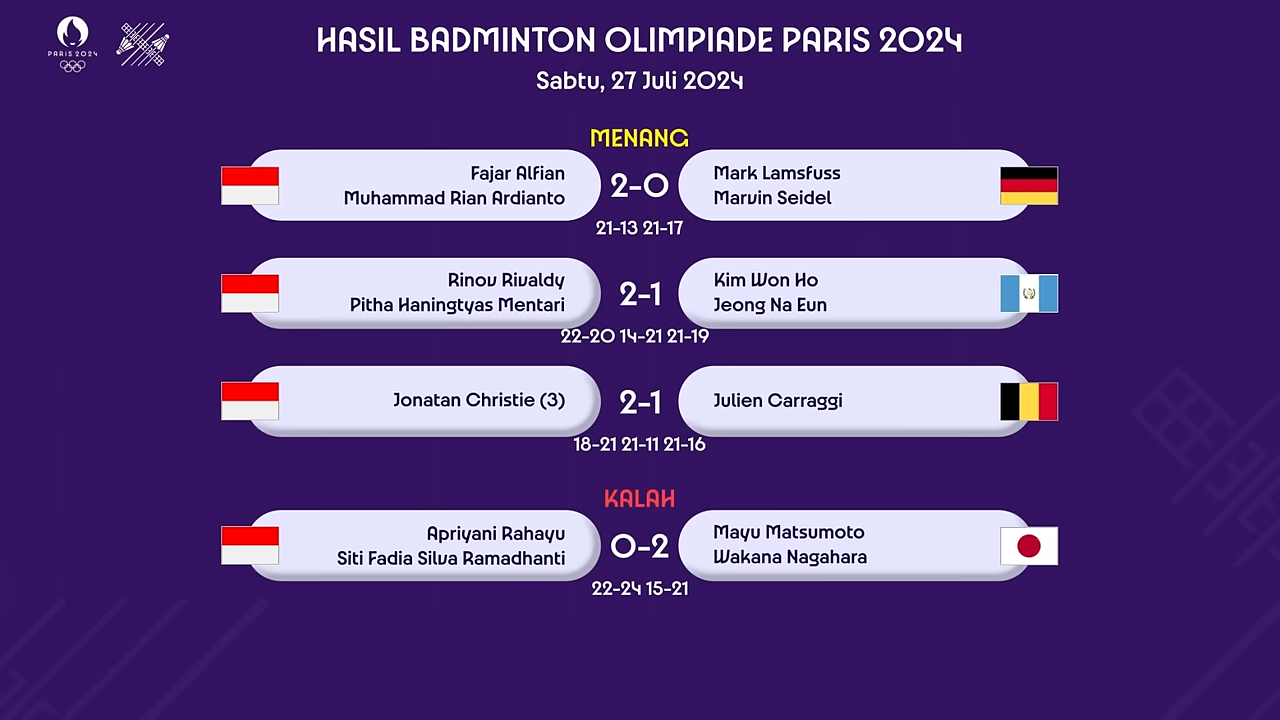 PARIS 2024
HASIL BADMINTON OLIMPIADE PARIS 2024
Sabtu, 27 Juli 2024
MENANG
Fajar Alfian
Muhammad Rian Ardianto
2-0
Mark Lamsfuss
Marvin Seidel
21-13 21-17
Rinov Rivaldy
Pitha Haningtyas Mentari
2-1
Kim Won Ho
Jeong Na Eun
22-20 14-21 21-19
Jonatan Christie (3)
2-1
Julien Carraggi
18-21 21-11 21-16
KALAH
Apriyani Rahayu
Siti Fadia Silva Ramadhanti
0-2
Mayu Matsumoto
Wakana Nagahara
22-24 15-21